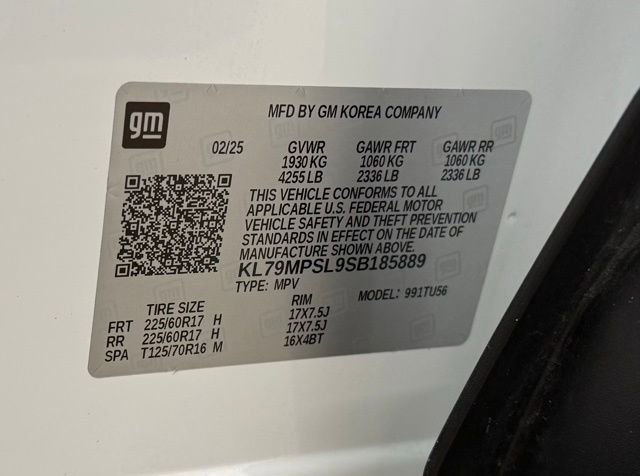 gm
MFD BY GM KOREA COMPANY
02/25 GVWR GAWR FRT GAWR RR
1930 KG 1060 KG 1060 KG
4255 LB 2336 LB 2336 LB
THIS VEHICLE CONFORMS TO ALL
APPLICABLE U.S. FEDERAL MOTOR
VEHICLE SAFETY AND THEFT PREVENTION
STANDARDS IN EFFECT ON THE DATE OF
MANUFACTURE SHOWN ABOVE.
KL79MPSL9SB185889
TYPE: MPV MODEL: 991TU56
TIRE SIZE RIM
FRT 225/60R17 H 17X7.5J
RR 225/60R17 H 17X7.5J
SPA T125/70R16 M 16X4BT